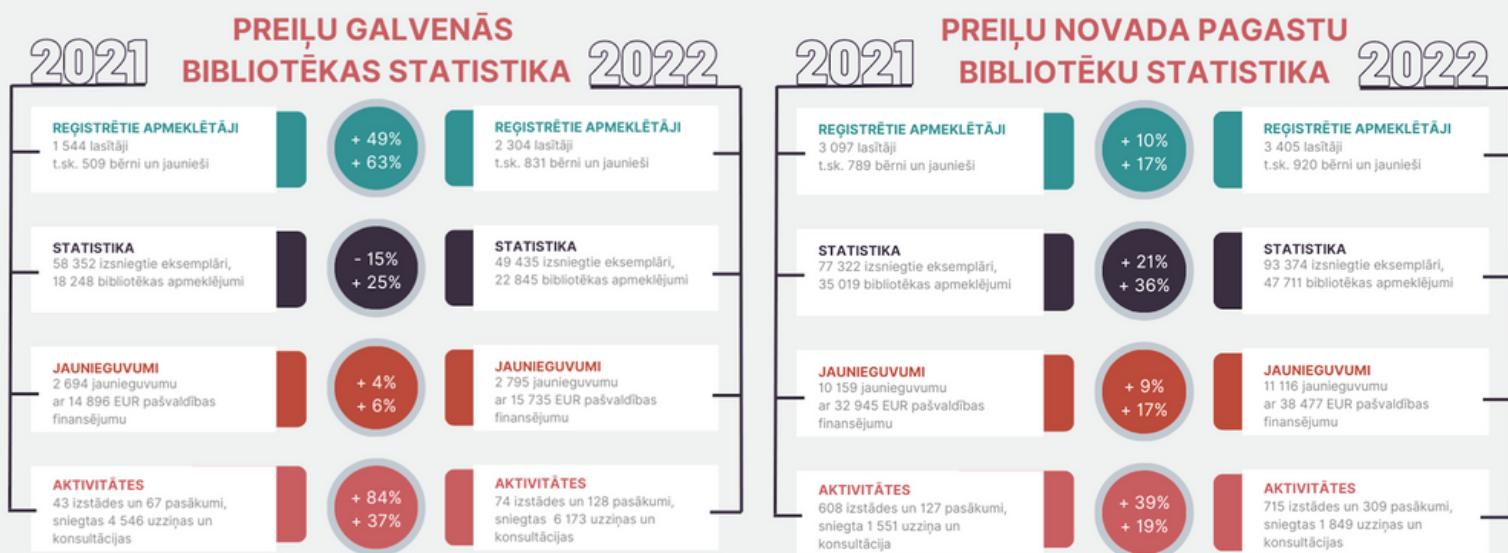 2021
PREIĻU GALVENĀS
BIBLIOTĒKAS STATISTIKA
2022
REĢISTRĒTIE APMEKLĒTĀJI
1 544 lasītāji
t.sk. 509 bērni un jaunieši
+ 49%
+ 63%
REĢISTRĒTIE APMEKLĒTĀJI
2 304 lasītāji
t.sk. 831 bērni un jaunieši
STATISTIKA
58 352 izsniegtie eksemplāri,
18 248 bibliotēkas apmeklējumi
- 15%
+ 25%
STATISTIKA
49 435 izsniegtie eksemplāri,
22 845 bibliotēkas apmeklējumi
JAUNIEGUVUMI
2 694 jaunieguvumu
ar 14 896 EUR pašvaldības
finansējumu
+ 4%
+ 6%
JAUNIEGUVUMI
2 795 jaunieguvumu
ar 15 735 EUR pašvaldības
finansējumu
AKTIVITĀTES
43 izstādes un 67 pasākumi,
sniegtas 4 546 uzziņas un
konsultācijas
+ 84%
+ 37%
AKTIVITĀTES
74 izstādes un 128 pasākumi,
sniegtas 6 173 uzziņas un
konsultācijas
2021
PREIĻU NOVADA PAGASTU
BIBLIOTĒKU STATISTIKA
2022
REĢISTRĒTIE APMEKLĒTĀJI
3 097 lasītāji
t.sk. 789 bērni un jaunieši
+ 10%
+ 17%
REĢISTRĒTIE APMEKLĒTĀJI
3 405 lasītāji
t.sk. 920 bērni un jaunieši
STATISTIKA
77 322 izsniegtie eksemplāri,
35 019 bibliotēkas apmeklējumi
+ 21%
+ 36%
STATISTIKA
93 374 izsniegtie eksemplāri,
47 711 bibliotēkas apmeklējumi
JAUNIEGUVUMI
10 159 jaunieguvumu
ar 32 945 EUR pašvaldības
finansējumu
+ 9%
+ 17%
JAUNIEGUVUMI
11 116 jaunieguvumu
ar 38 477 EUR pašvaldības
finansējumu
AKTIVITĀTES
608 izstādes un 127 pasākumi,
sniegta 1 551 uzziņa un
konsultācija
+ 39%
+ 19%
AKTIVITĀTES
715 izstādes un 309 pasākumi,
sniegtas 1 849 uzziņas un
konsultācijas